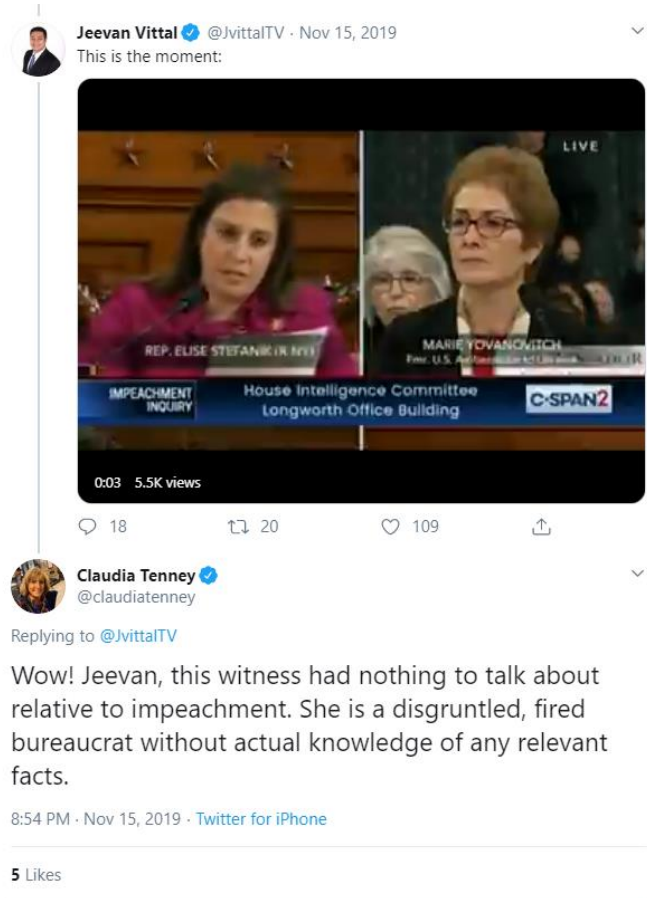 Jeevan Vittal @JvittalTV · Nov 15, 2019
This is the moment:
LIVE
REP. ELISE STEFANIK (R-NY)
MARIE YOVANOVITCH
Fmr. U.S.
IMPEACHMENT
INQUIRY
House Intelligence Committee
Longworth Office Building
C-SPAN2
0:03 5.5K views
18 20 109
Claudia Tenney
@claudiatenney
Replying to @JvittalTV
Wow! Jeevan, this witness had nothing to talk about
relative to impeachment. She is a disgruntled, fired
bureaucrat without actual knowledge of any relevant
facts.
8:54 PM · Nov 15, 2019 · Twitter for iPhone
5 Likes